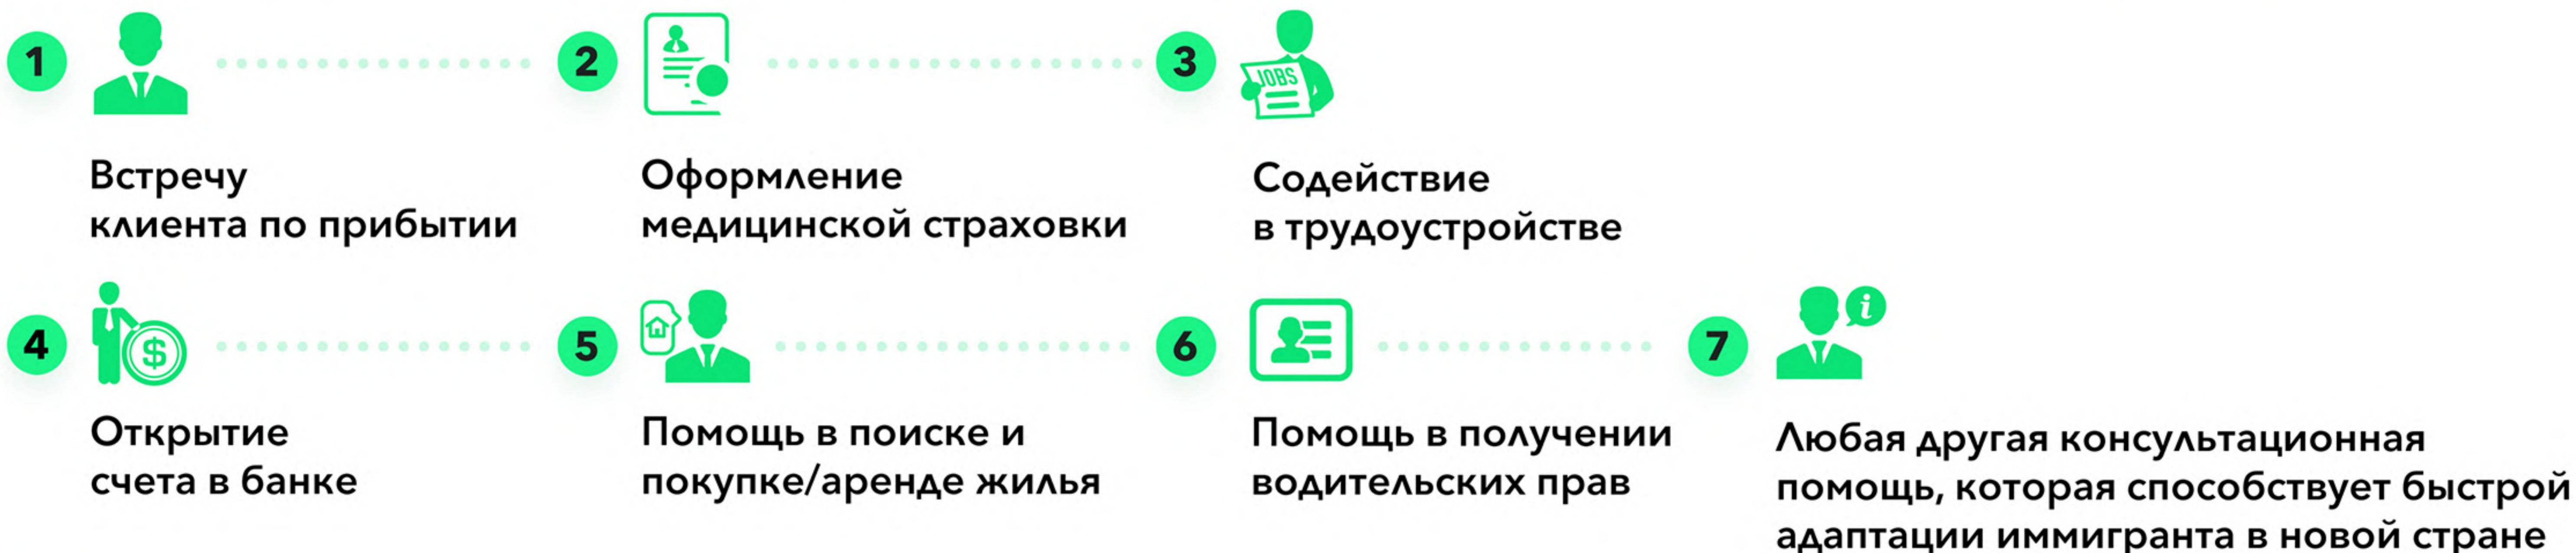 1
2
3
JOBS
Встречу
клиента по прибытии
Оформление
медицинской страховки
Содействие
в трудоустройстве
4
$
5
6
7
i
Открытие
счета в банке
Помощь в поиске и
покупке/аренде жилья
Помощь в получении
водительских прав
Любая другая консультационная
помощь, которая способствует быстрой
адаптации иммигранта в новой стране